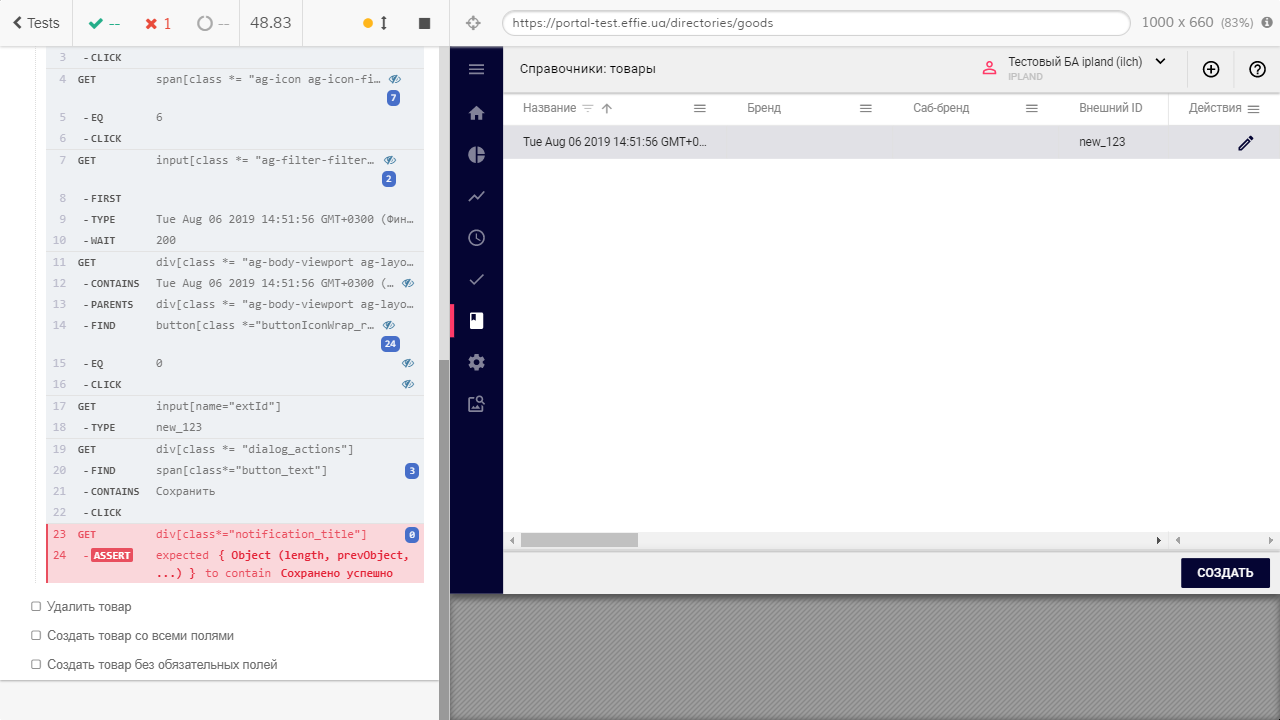 Tests
--
1
--
48.83
https://portal-test.effie.ua/directories/goods
1000 x 660 (83%)
3 - CLICK
4 GET span[class *= "ag-icon ag-icon-fi…
7
5 - EQ 6
6 - CLICK
7 GET input[class *= "ag-filter-filter…
2
8 - FIRST
9 - TYPE Tue Aug 06 2019 14:51:56 GMT+0300 (Фин…
10 - WAIT 200
11 GET div[class *= "ag-body-viewport ag-layo…
12 - CONTAINS Tue Aug 06 2019 14:51:56 GMT+0300 (…
13 - PARENTS div[class *= "ag-body-viewport ag-layo…
14 - FIND button[class *="buttonIconWrap_r…
24
15 - EQ 0
16 - CLICK
17 GET input[name="extId"]
18 - TYPE new_123
19 GET div[class *= "dialog_actions"]
20 - FIND span[class*="button_text"] 3
21 - CONTAINS Сохранить
22 - CLICK
23 GET div[class*="notification_title"] 0
24 - ASSERT expected { Object (length, prevObject,
...) } to contain Сохранено успешно
Удалить товар
Создать товар со всеми полями
Создать товар без обязательных полей
Справочники: товары
Тестовый БА ipland (ilch)
IPLAND
Название Бренд Саб-бренд Внешний ID Действия
Tue Aug 06 2019 14:51:56 GMT+0... new_123
СОЗДАТЬ